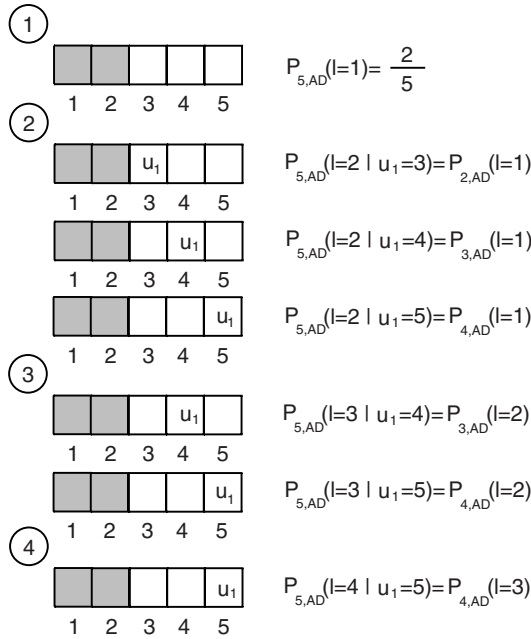 1
P5,AD(l=1)= 2/5
1 2 3 4 5
2
u1 P5,AD(l=2 | u1=3)=P2,AD(l=1)
1 2 3 4 5
u1 P5,AD(l=2 | u1=4)=P3,AD(l=1)
1 2 3 4 5
u1 P5,AD(l=2 | u1=5)=P4,AD(l=1)
1 2 3 4 5
3
u1 P5,AD(l=3 | u1=4)=P3,AD(l=2)
1 2 3 4 5
u1 P5,AD(l=3 | u1=5)=P4,AD(l=2)
1 2 3 4 5
4
u1 P5,AD(l=4 | u1=5)=P4,AD(l=3)
1 2 3 4 5